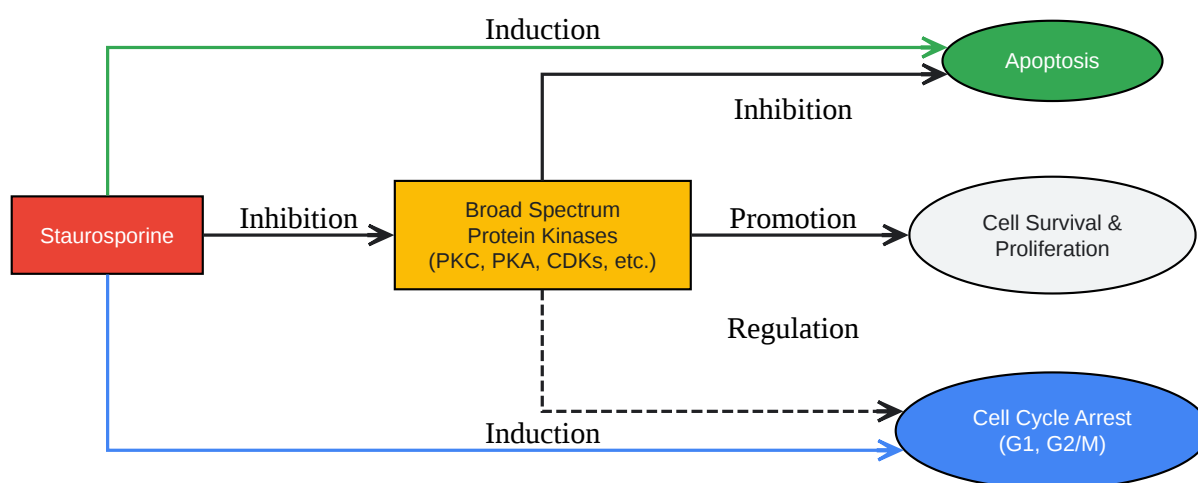 Induction
Apoptosis
Inhibition
Staurosporine
Inhibition
Broad Spectrum
Protein Kinases
(PKC, PKA, CDKs, etc.)
Promotion
Cell Survival &
Proliferation
Regulation
Cell Cycle Arrest
(G1, G2/M)
Induction